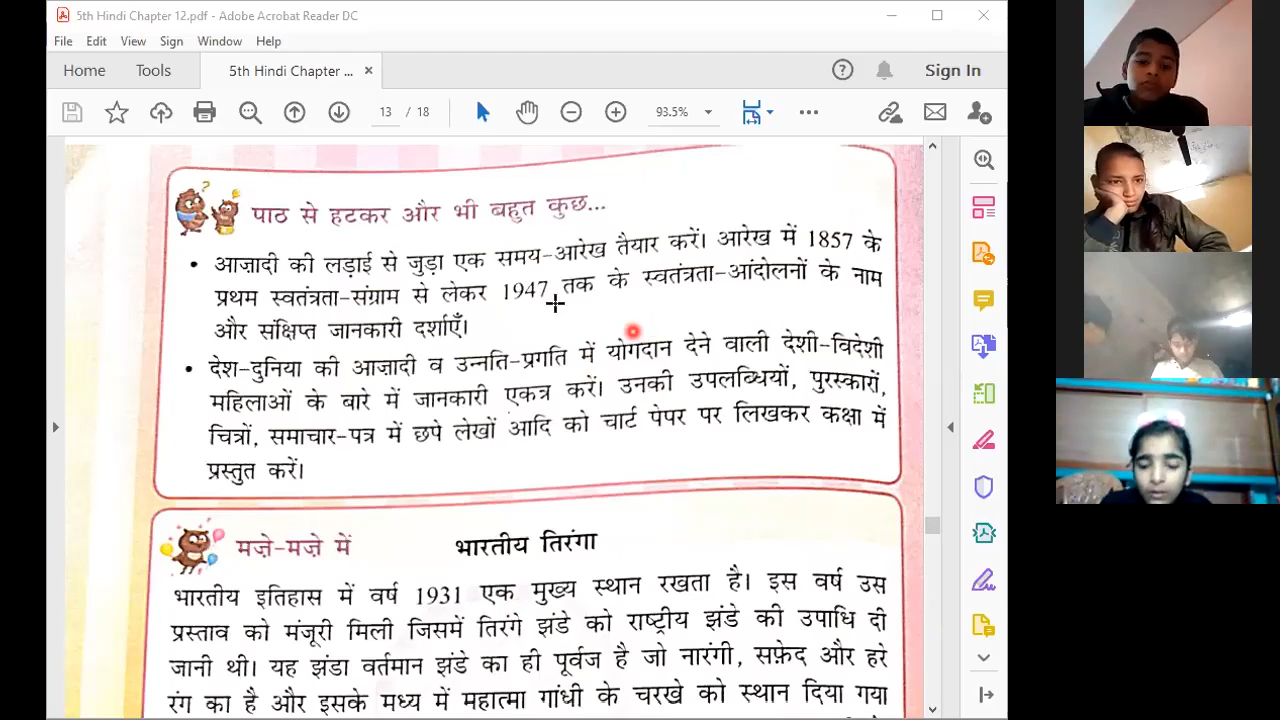 5th Hindi Chapter 12.pdf - Adobe Acrobat Reader DC
File Edit View Sign Window Help
Home Tools 5th Hindi Chapter ... × Sign In
13 / 18 93.5%
पाठ से हटकर और भी बहुत कुछ...
• आज़ादी की लड़ाई से जुड़ा एक समय-आरेख तैयार करें। आरेख में 1857 के
प्रथम स्वतंत्रता-संग्राम से लेकर 1947 तक के स्वतंत्रता-आंदोलनों के नाम
और संक्षिप्त जानकारी दर्शाएँ।
• देश-दुनिया की आज़ादी व उन्नति-प्रगति में योगदान देने वाली देशी-विदेशी
महिलाओं के बारे में जानकारी एकत्र करें। उनकी उपलब्धियों, पुरस्कारों,
चित्रों, समाचार-पत्र में छपे लेखों आदि को चार्ट पेपर पर लिखकर कक्षा में
प्रस्तुत करें।
मज़े-मज़े में भारतीय तिरंगा
भारतीय इतिहास में वर्ष 1931 एक मुख्य स्थान रखता है। इस वर्ष उस
प्रस्ताव को मंजूरी मिली जिसमें तिरंगे झंडे को राष्ट्रीय झंडे की उपाधि दी
जानी थी। यह झंडा वर्तमान झंडे का ही पूर्वज है जो नारंगी, सफ़ेद और हरे
रंग का है और इसके मध्य में महात्मा गांधी के चरखे को स्थान दिया गया